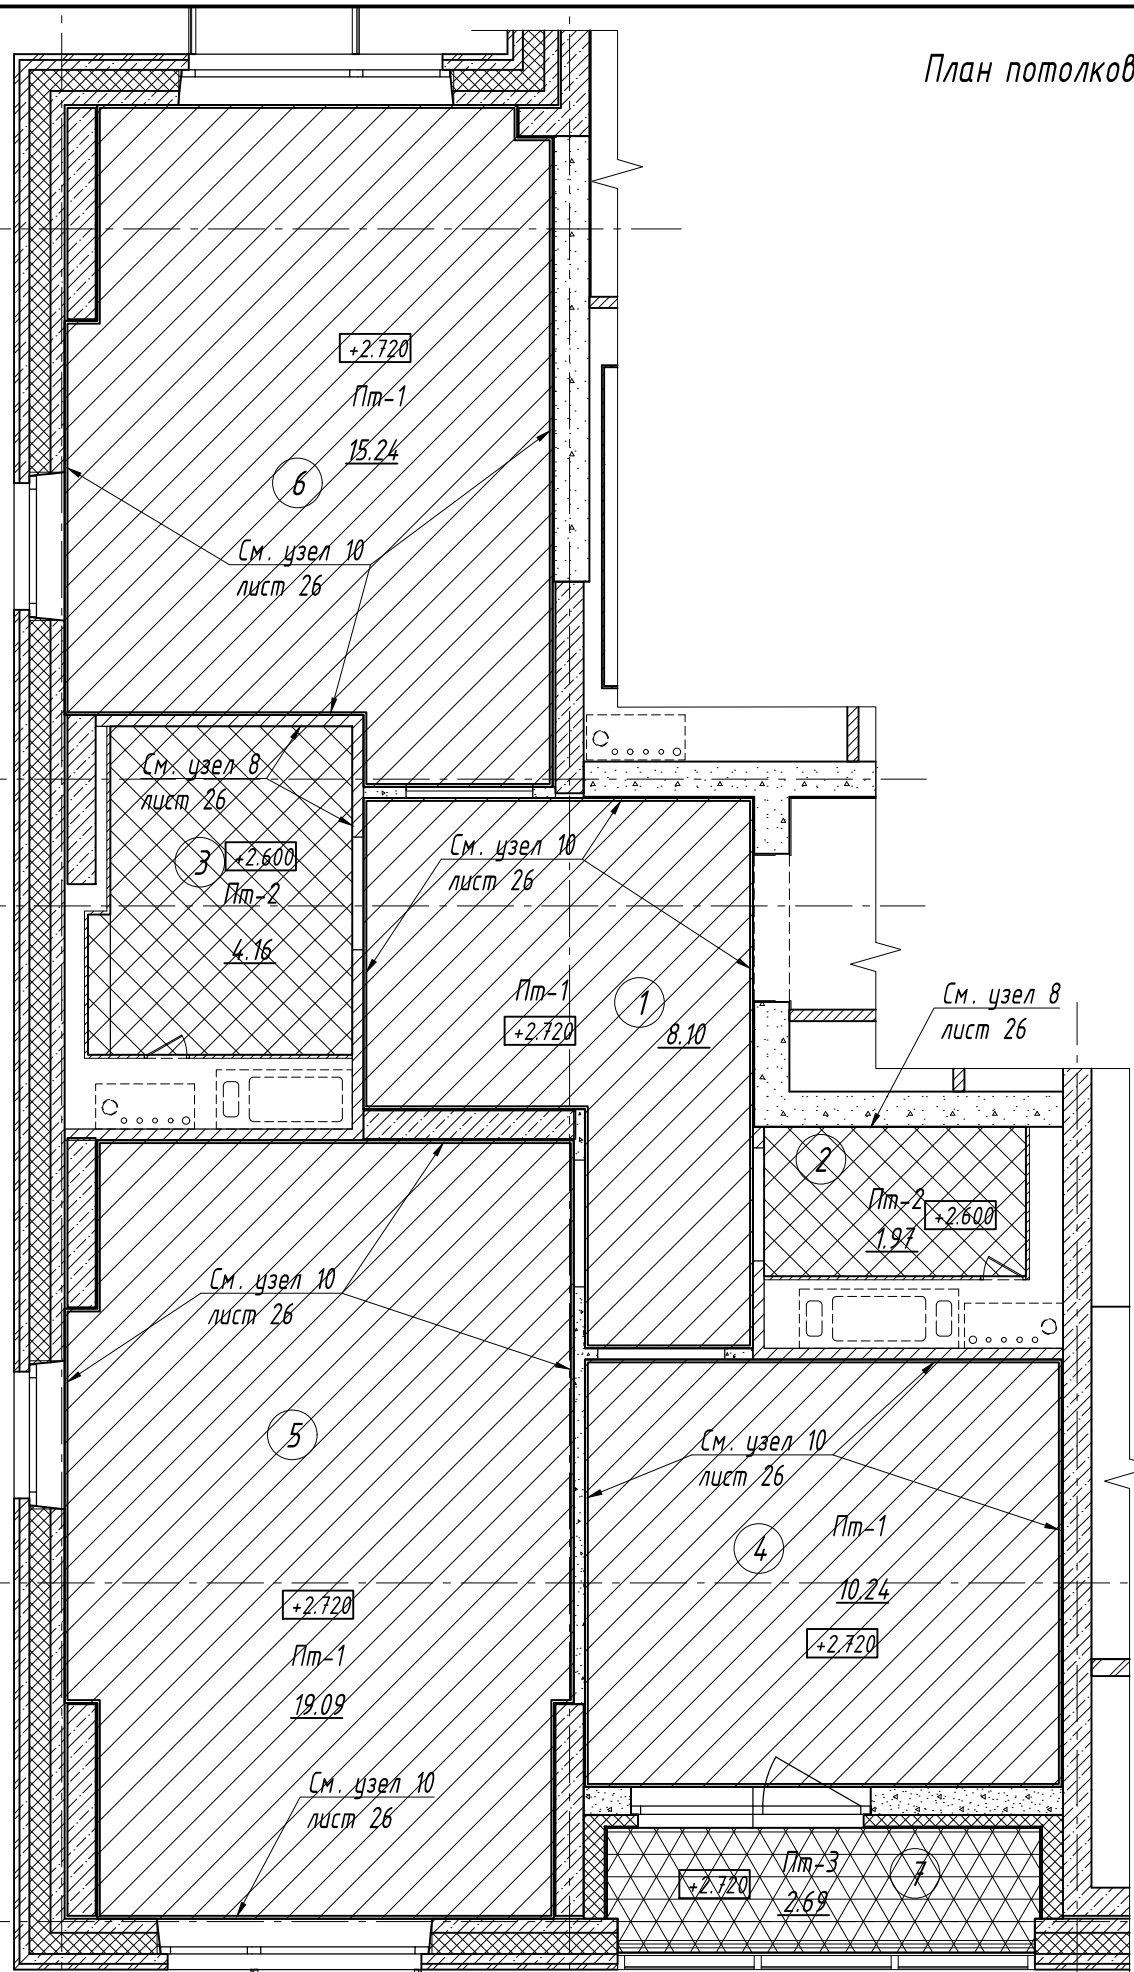 План потолков
+2.720
Пт-1
15.24
6
См. узел 10
лист 26
См. узел 8
лист 26
3
+2.600
Пт-2
4.16
См. узел 10
лист 26
Пт-1
+2.720
1
8.10
См. узел 8
лист 26
2
Пт-2
+2.600
1.97
См. узел 10
лист 26
5
+2.720
Пт-1
19.09
См. узел 10
лист 26
См. узел 10
лист 26
Пт-1
4
10.24
+2.720
Пт-3
+2.720
2.69
7